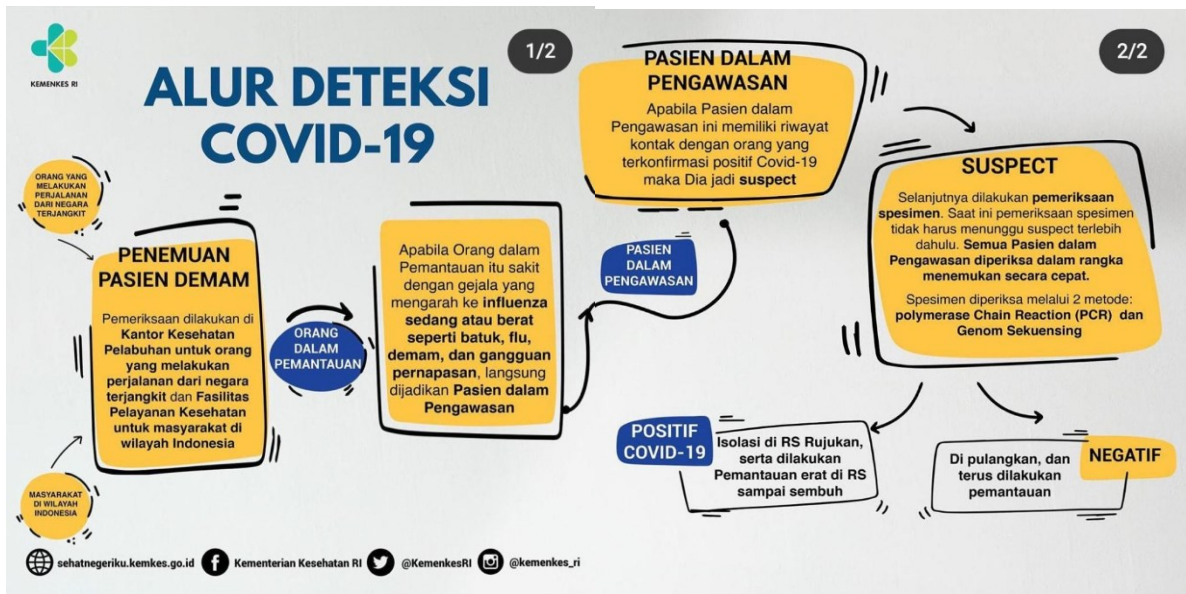 KEMENKES RI
1/2
ALUR DETEKSI
COVID-19
ORANG YANG
MELAKUKAN
PERJALANAN
DARI NEGARA
TERJANGKIT
PENEMUAN
PASIEN DEMAM
Pemeriksaan dilakukan di
Kantor Kesehatan
Pelabuhan untuk orang
yang melakukan
perjalanan dari negara
terjangkit dan Fasilitas
Pelayanan Kesehatan
untuk masyarakat di
wilayah Indonesia
MASYARAKAT
DI WILAYAH
INDONESIA
ORANG
DALAM
PEMANTAUAN
Apabila Orang dalam
Pemantauan itu sakit
dengan gejala yang
mengarah ke influenza
sedang atau berat
seperti batuk, flu,
demam, dan gangguan
pernapasan, langsung
dijadikan Pasien dalam
Pengawasan
sehatnegeriku.kemkes.go.id
Kementerian Kesehatan RI
@KemenkesRI
@kemenkes_ri
2/2
PASIEN DALAM
PENGAWASAN
Apabila Pasien dalam
Pengawasan ini memiliki riwayat
kontak dengan orang yang
terkonfirmasi positif Covid-19
maka Dia jadi suspect
PASIEN
DALAM
PENGAWASAN
SUSPECT
Selanjutnya dilakukan pemeriksaan
spesimen. Saat ini pemeriksaan spesimen
tidak harus menunggu suspect terlebih
dahulu. Semua Pasien dalam
Pengawasan diperiksa dalam rangka
menemukan secara cepat.
Spesimen diperiksa melalui 2 metode:
polymerase Chain Reaction (PCR) dan
Genom Sekuensing
POSITIF
COVID-19
Isolasi di RS Rujukan,
serta dilakukan
Pemantauan erat di RS
sampai sembuh
NEGATIF
Di pulangkan, dan
terus dilakukan
pemantauan